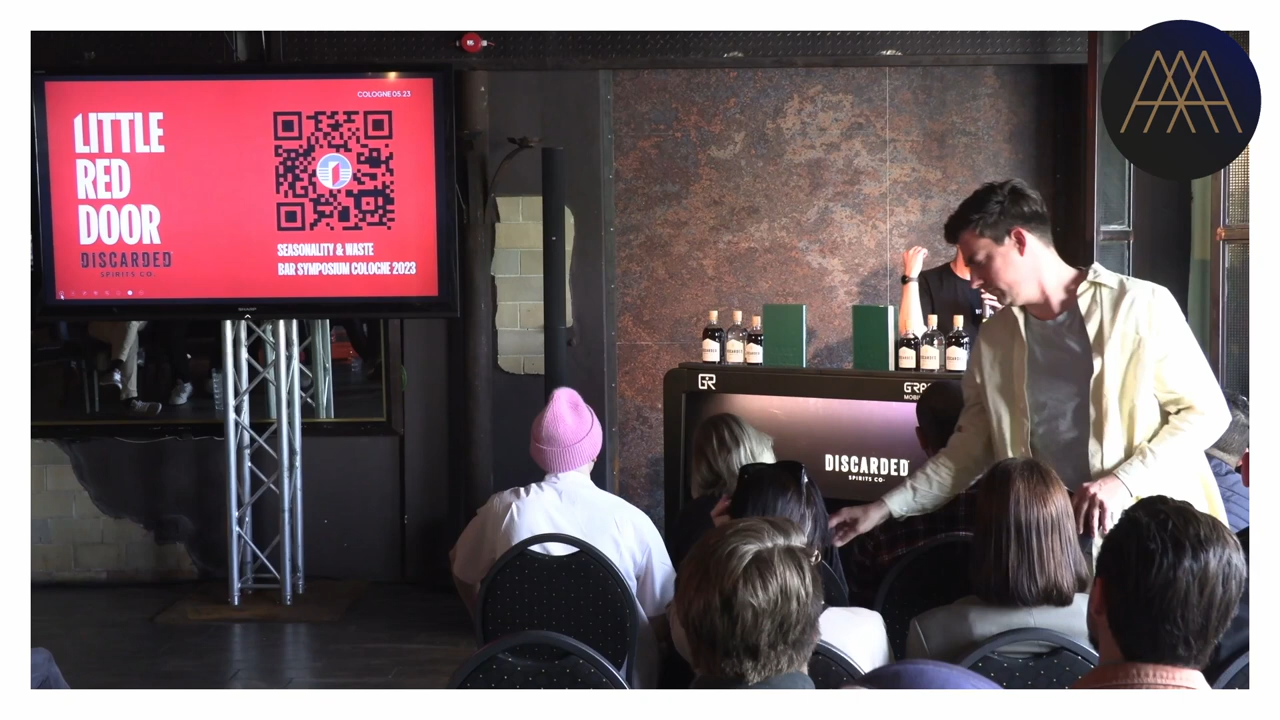 COLOGNE 05.23
LITTLE
RED
DOOR
DISCARDED
SPIRITS CO.
SEASONALITY & WASTE
BAR SYMPOSIUM COLOGNE 2023
SHARP
GR
DISCARDED
SPIRITS CO.